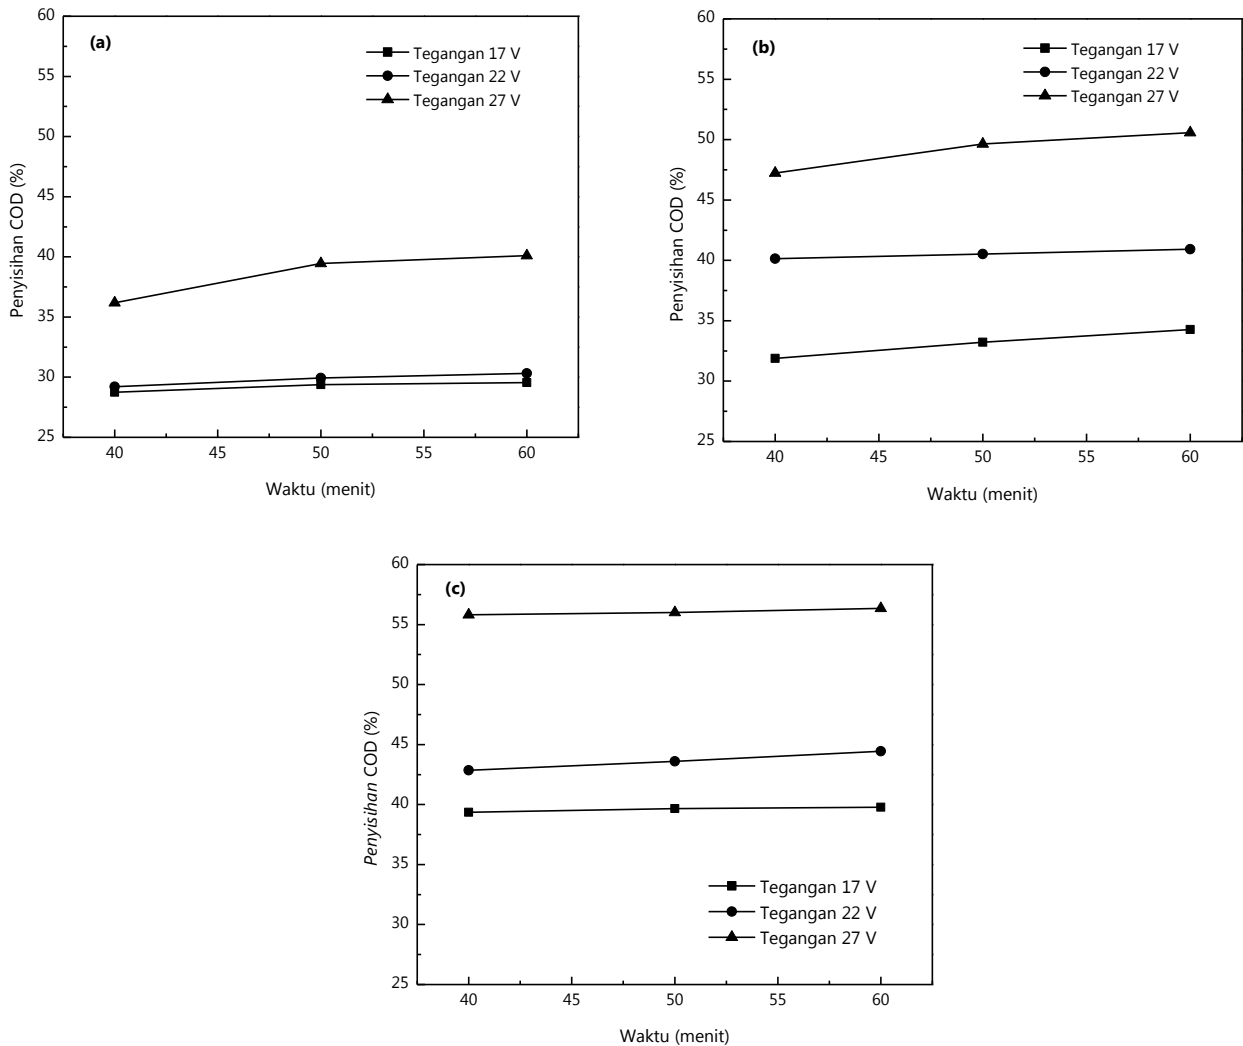 (a)
Tegangan 17 V
Tegangan 22 V
Tegangan 27 V
Penyisihan COD (%)
60
55
50
45
40
35
30
25
40 45 50 55 60
Waktu (menit)
(b)
Tegangan 17 V
Tegangan 22 V
Tegangan 27 V
Penyisihan COD (%)
60
55
50
45
40
35
30
25
40 45 50 55 60
Waktu (menit)
(c)
Penyisihan COD (%)
60
55
50
45
40
35
30
25
Tegangan 17 V
Tegangan 22 V
Tegangan 27 V
40 45 50 55 60
Waktu (menit)